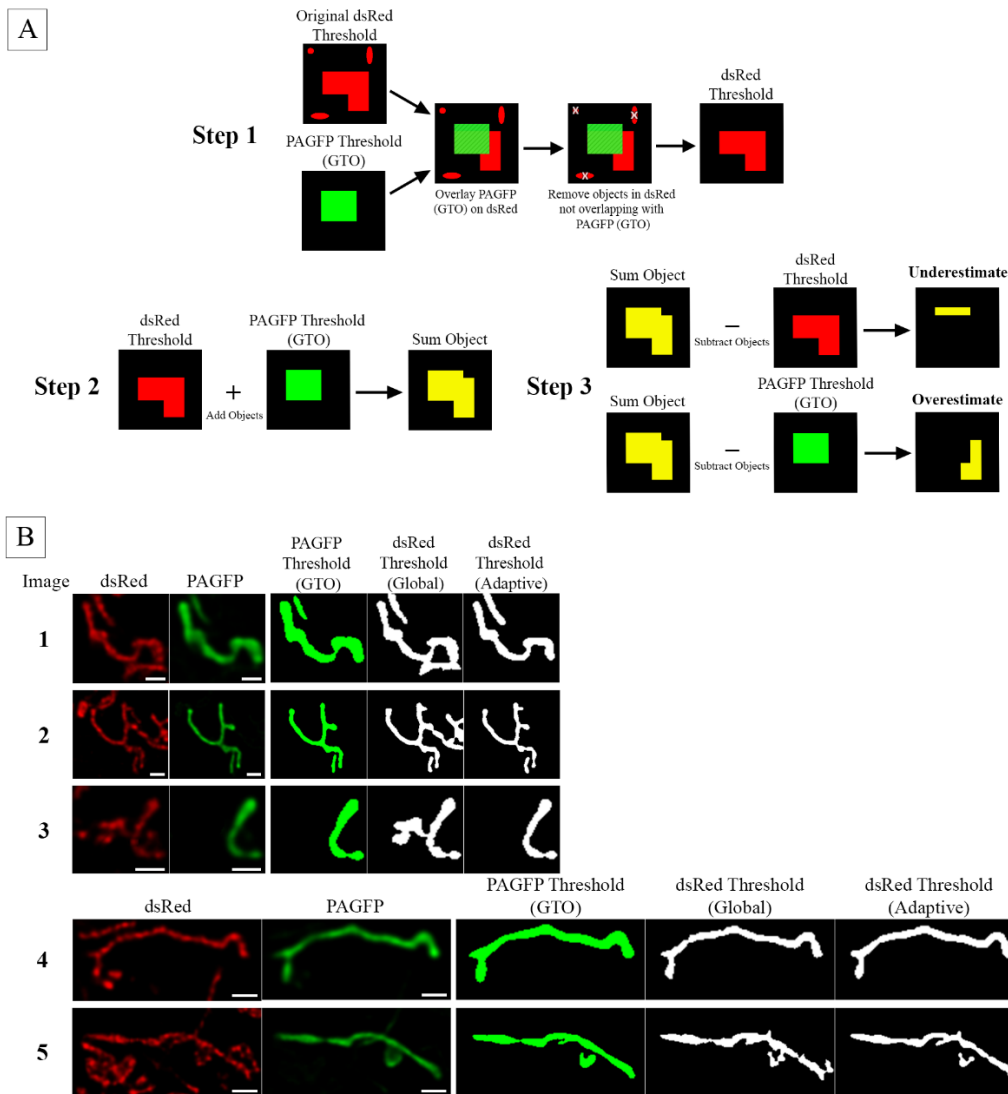 A
Original dsRed
Threshold
Step 1
PAGFP Threshold
(GTO)
Overlay PAGFP
(GTO) on dsRed
X
X
X
Remove objects in dsRed
not overlapping with
PAGFP (GTO)
dsRed
Threshold
Step 2
dsRed
Threshold
+
Add Objects
PAGFP Threshold
(GTO)
Sum Object
Step 3
Sum Object
−
Subtract Objects
dsRed
Threshold
Underestimate
Sum Object
−
Subtract Objects
PAGFP Threshold
(GTO)
Overestimate
B
Image
dsRed
PAGFP
PAGFP
Threshold
(GTO)
dsRed
Threshold
(Global)
dsRed
Threshold
(Adaptive)
1
2
3
dsRed
PAGFP
PAGFP Threshold
(GTO)
dsRed Threshold
(Global)
dsRed Threshold
(Adaptive)
4
5